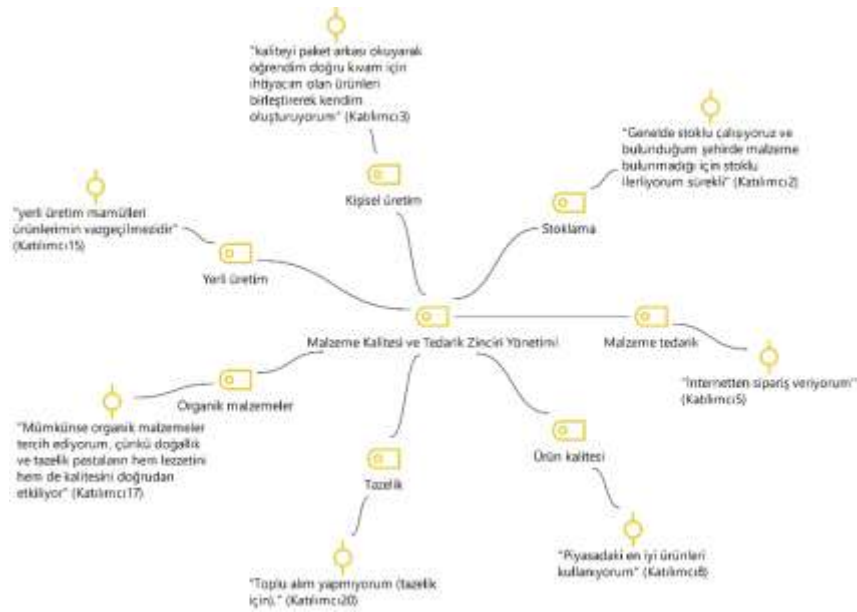 "kaliteyi paket arkası okuyarak
öğrendim doğru kıvam için
ihtiyacım olan ürünleri
birleştirerek kendim
oluşturuyorum" (Katılımcı3)
Kişisel üretim
"Genelde stoklu çalışıyoruz ve
bulunduğum şehirde malzeme
bulunmadığı için stoklu
ilerliyorum sürekli" (Katılımcı2)
Stoklama
"yerli üretim mamülleri
ürünlerimin vazgeçilmezidir"
(Katılımcı15)
Yerli üretim
Malzeme Kalitesi ve Tedarik Zinciri Yönetimi
Malzeme tedarik
"İnternetten sipariş veriyorum"
(Katılımcı5)
Organik malzemeler
"Mümkünse organik malzemeler
tercih ediyorum, çünkü doğallık
ve tazelik pastaların hem lezzetini
hem de kalitesini doğrudan
etkiliyor" (Katılımcı17)
Tazelik
"Toplu alım yapmıyorum (tazelik
için)." (Katılımcı20)
Ürün kalitesi
"Piyasadaki en iyi ürünleri
kullanıyorum" (Katılımcı8)